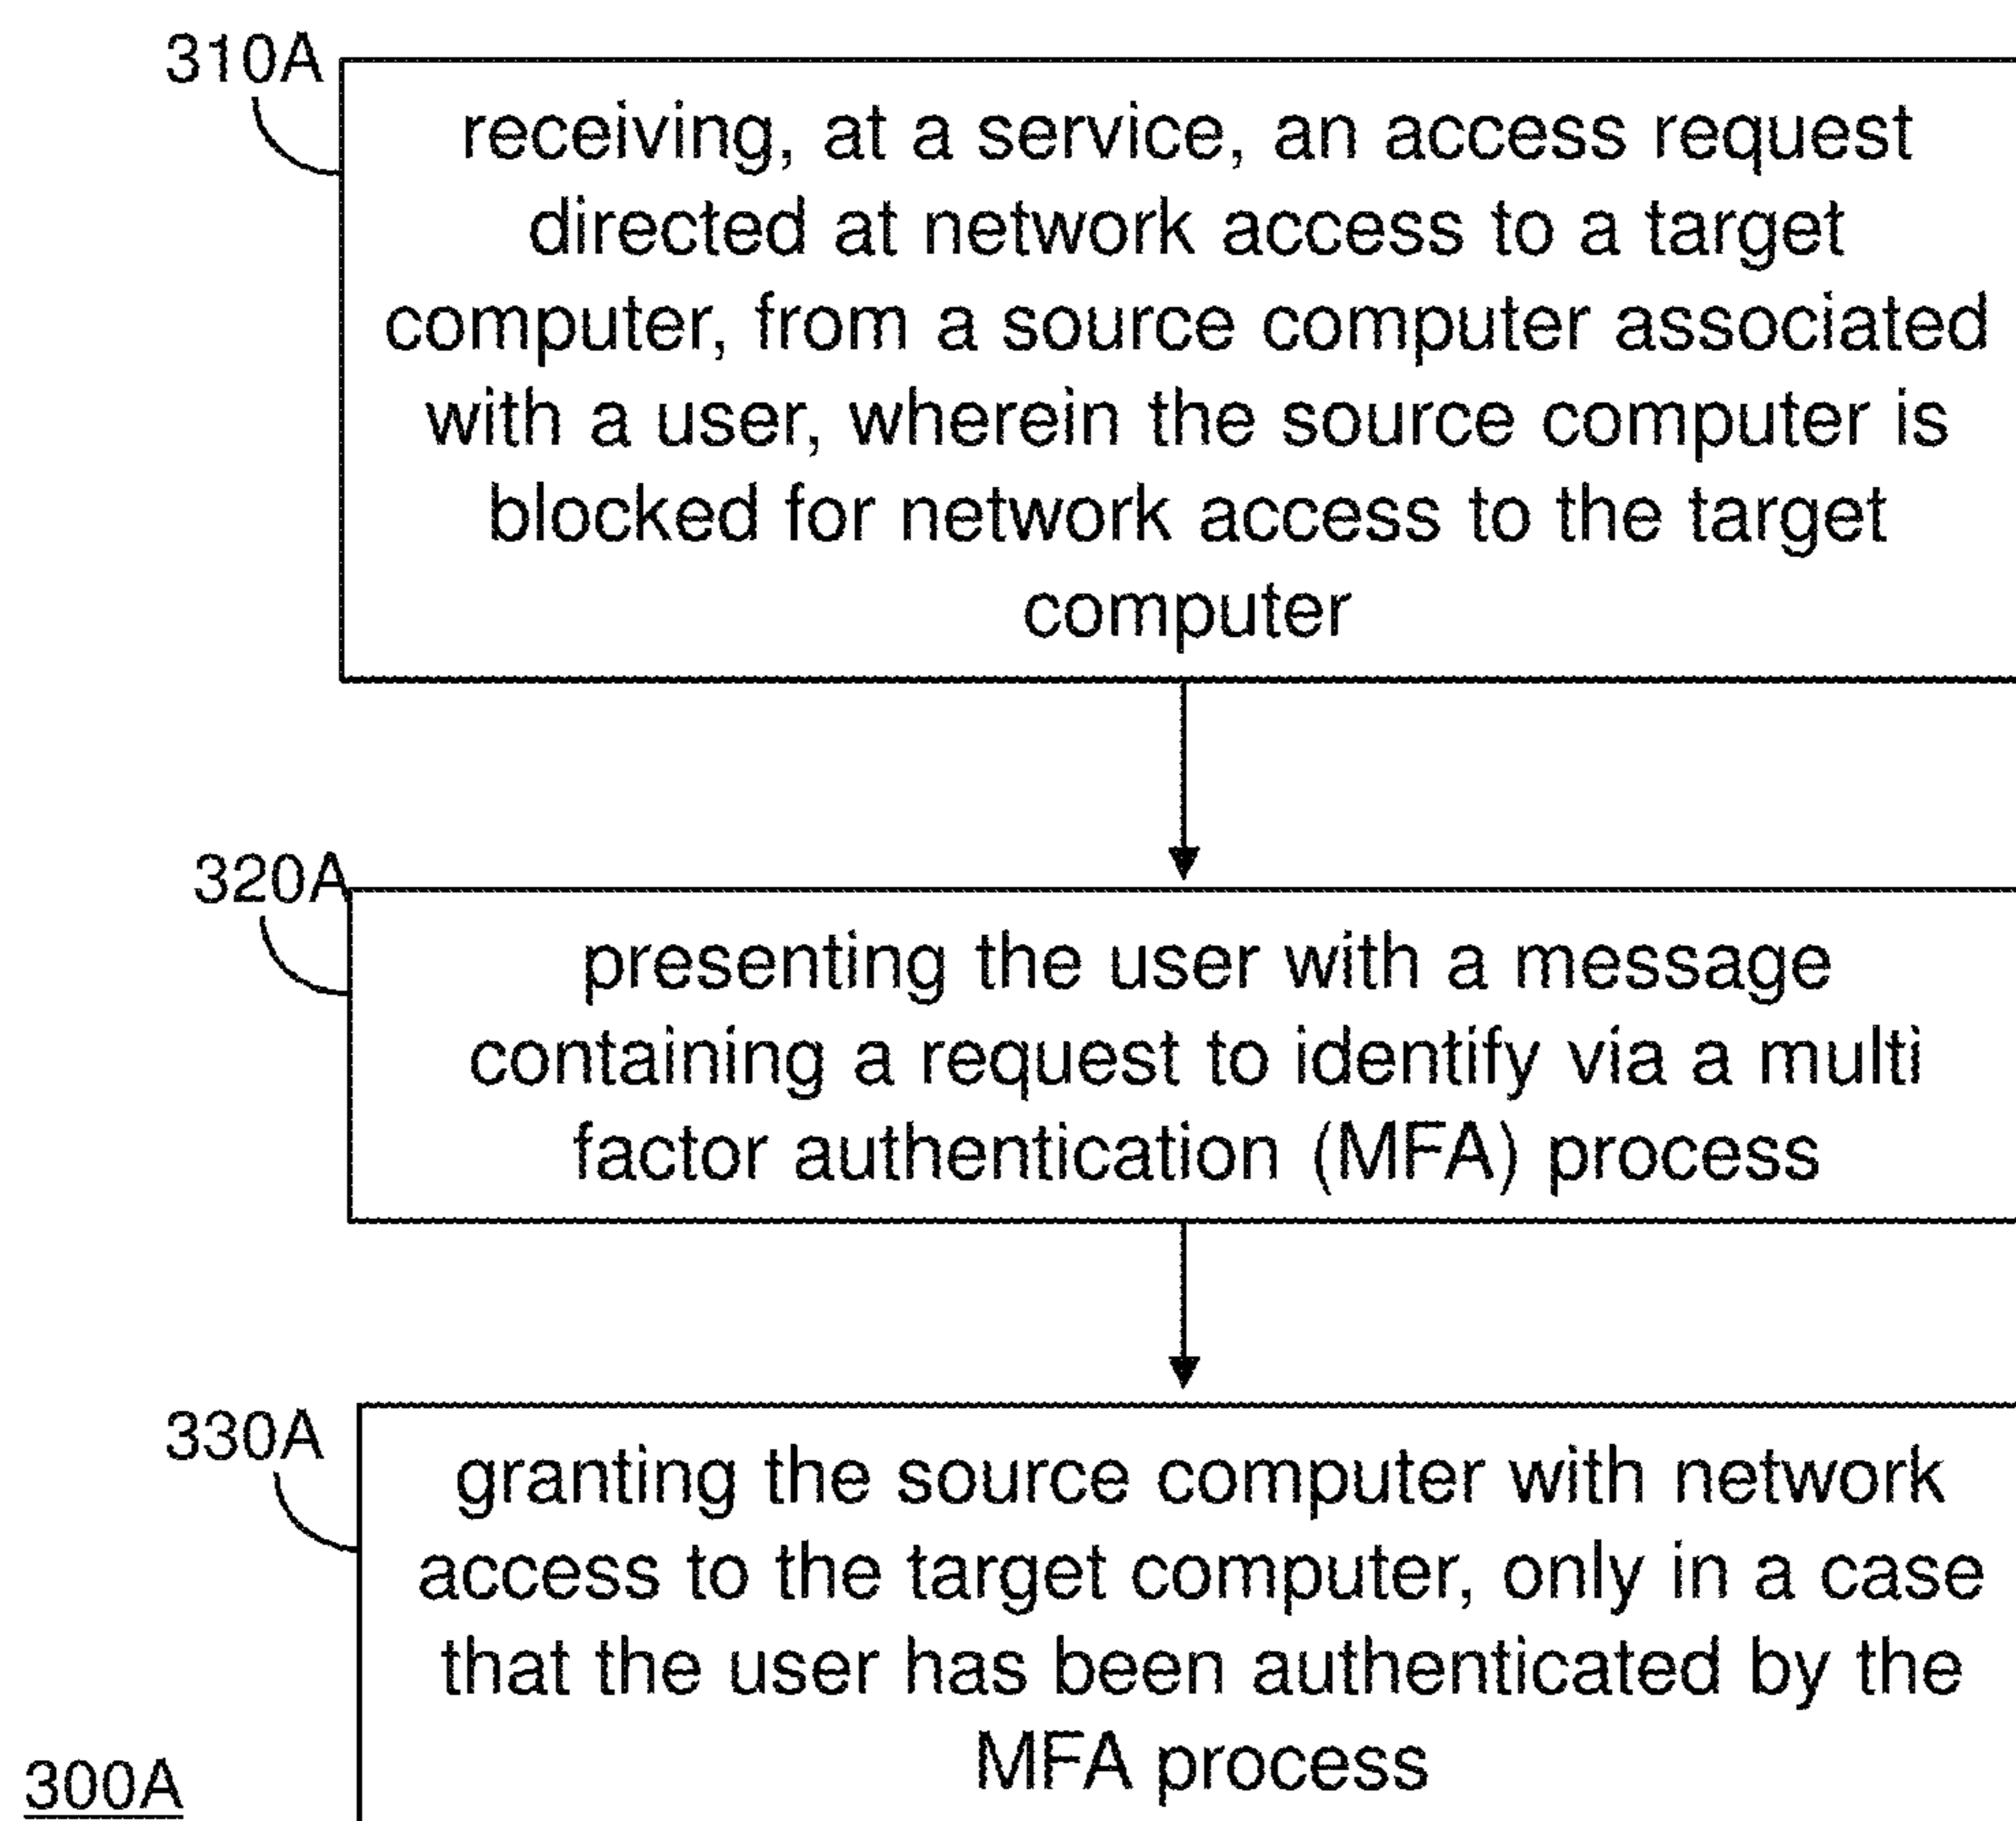 310A
receiving, at a service, an access request
directed at network access to a target
computer, from a source computer associated
with a user, wherein the source computer is
blocked for network access to the target
computer
320A
presenting the user with a message
containing a request to identify via a multi
factor authentication (MFA) process
330A
granting the source computer with network
access to the target computer, only in a case
that the user has been authenticated by the
MFA process
300A